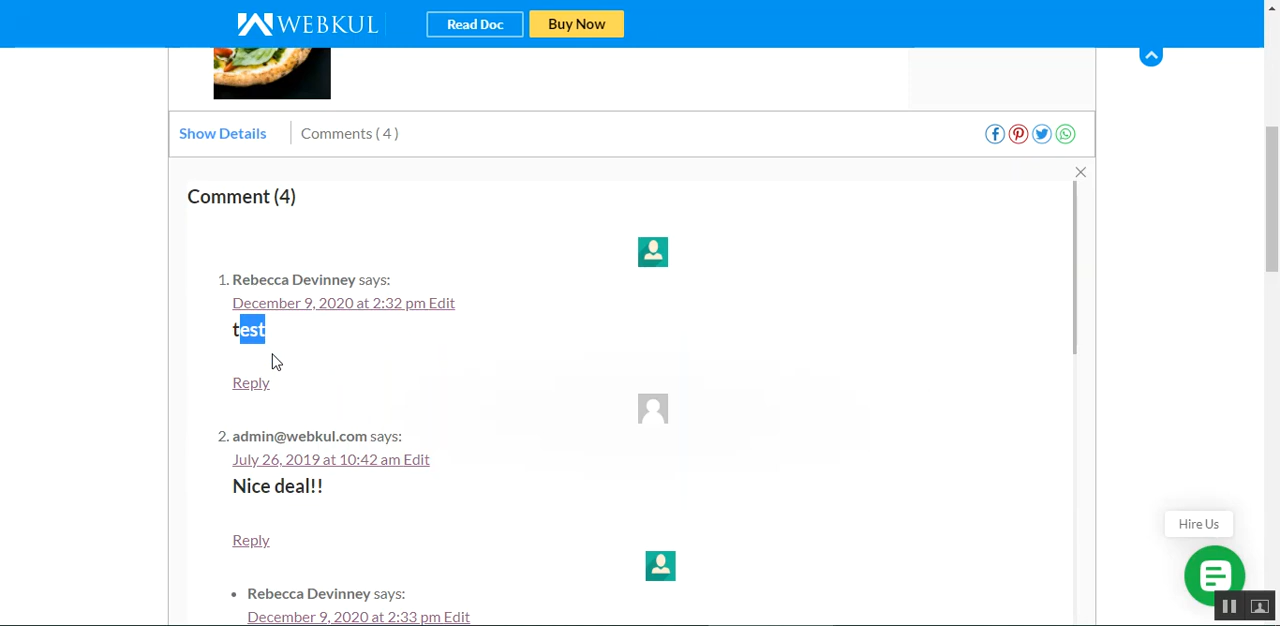 WEBKUL
Read Doc
Buy Now
Show Details
Comments ( 4 )
Comment (4)
1. Rebecca Devinney says:
December 9, 2020 at 2:32 pm Edit
test
Reply
2. admin@webkul.com says:
July 26, 2019 at 10:42 am Edit
Nice deal!!
Reply
• Rebecca Devinney says:
December 9, 2020 at 2:33 pm Edit
Hire Us